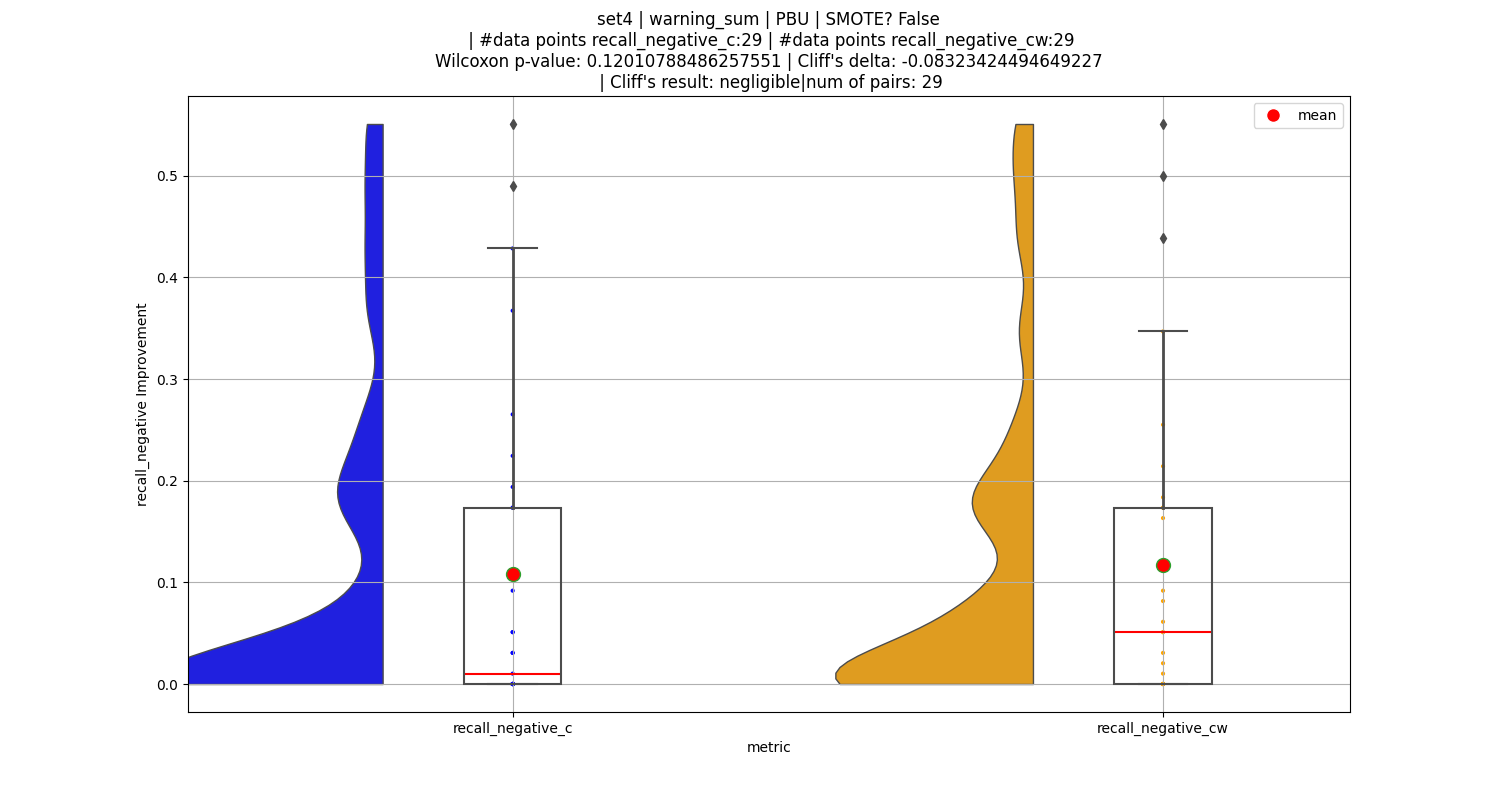 set4 | warning_sum | PBU | SMOTE? False
| #data points recall_negative_c:29 | #data points recall_negative_cw:29
Wilcoxon p-value: 0.12010788486257551 | Cliff's delta: -0.08323424494649227
| Cliff's result: negligible|num of pairs: 29
mean
0.5
0.4
0.3
0.2
0.1
0.0
recall_negative Improvement
recall_negative_c
recall_negative_cw
metric